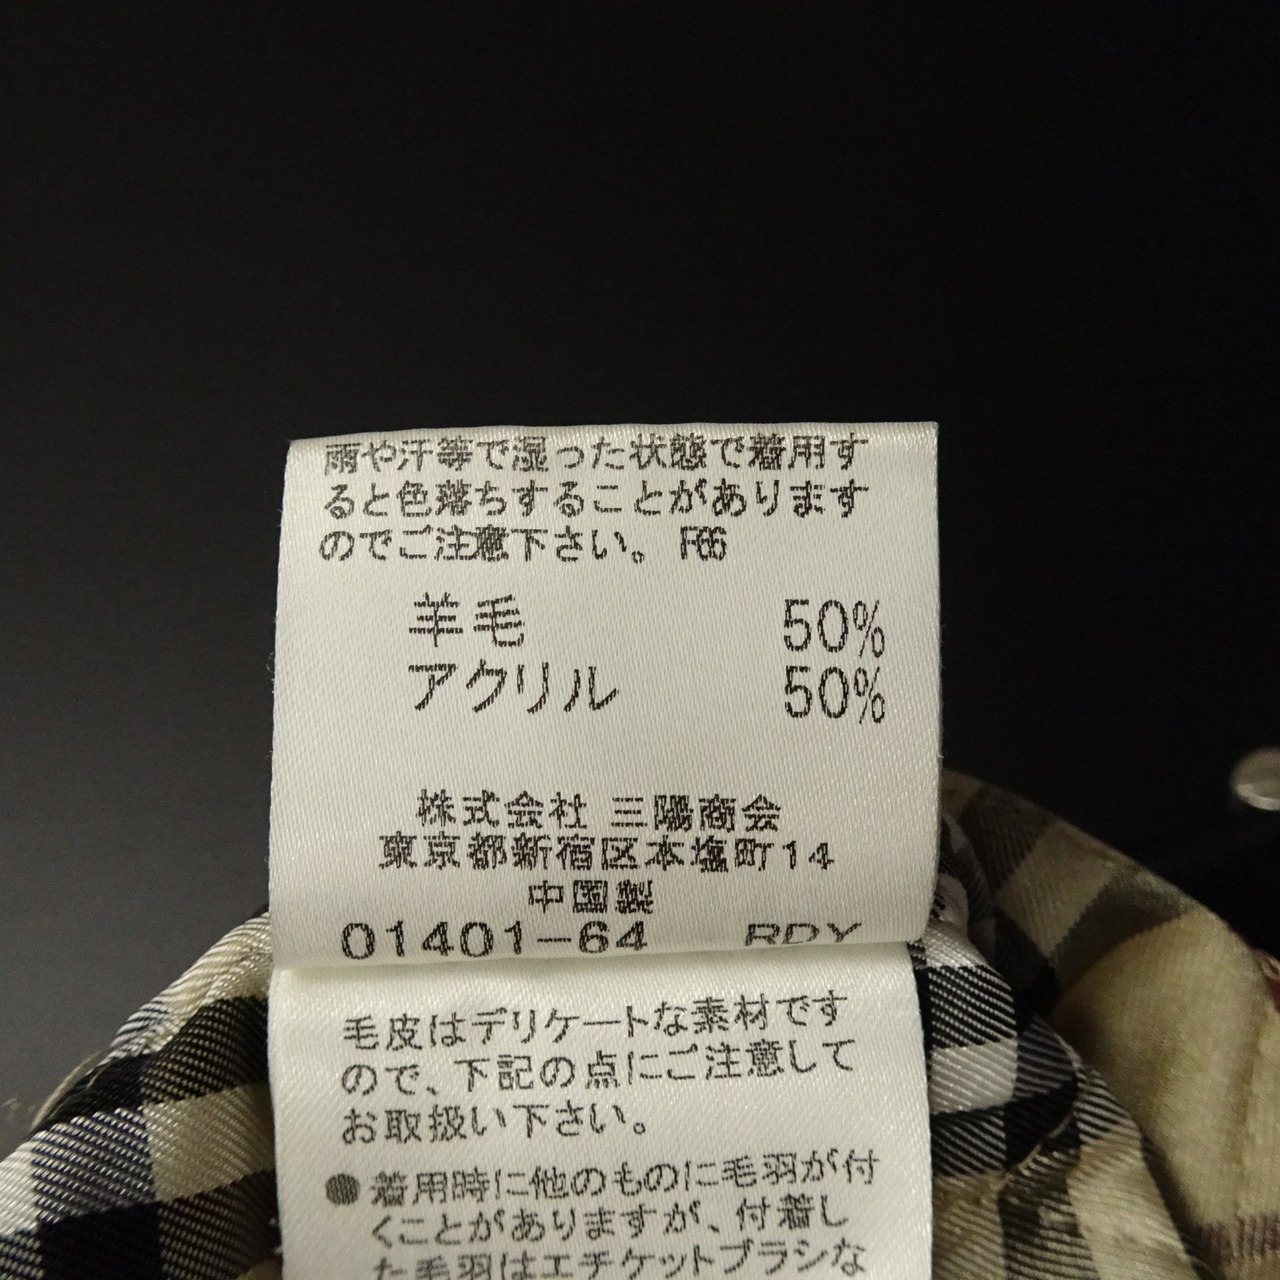 雨や汗等で湿った状態で着用す
ると色落ちすることがあります
のでご注意下さい。 F66
羊毛 50%
アクリル 50%
株式会社 三陽商会
東京都新宿区本塩町14
中国製
01401-64 RDY
毛皮はデリケートな素材です
ので、下記の点にご注意して
お取扱い下さい。
●着用時に他のものに毛羽が付
くことがありますが、付着し
た毛羽はエチケットブラシな